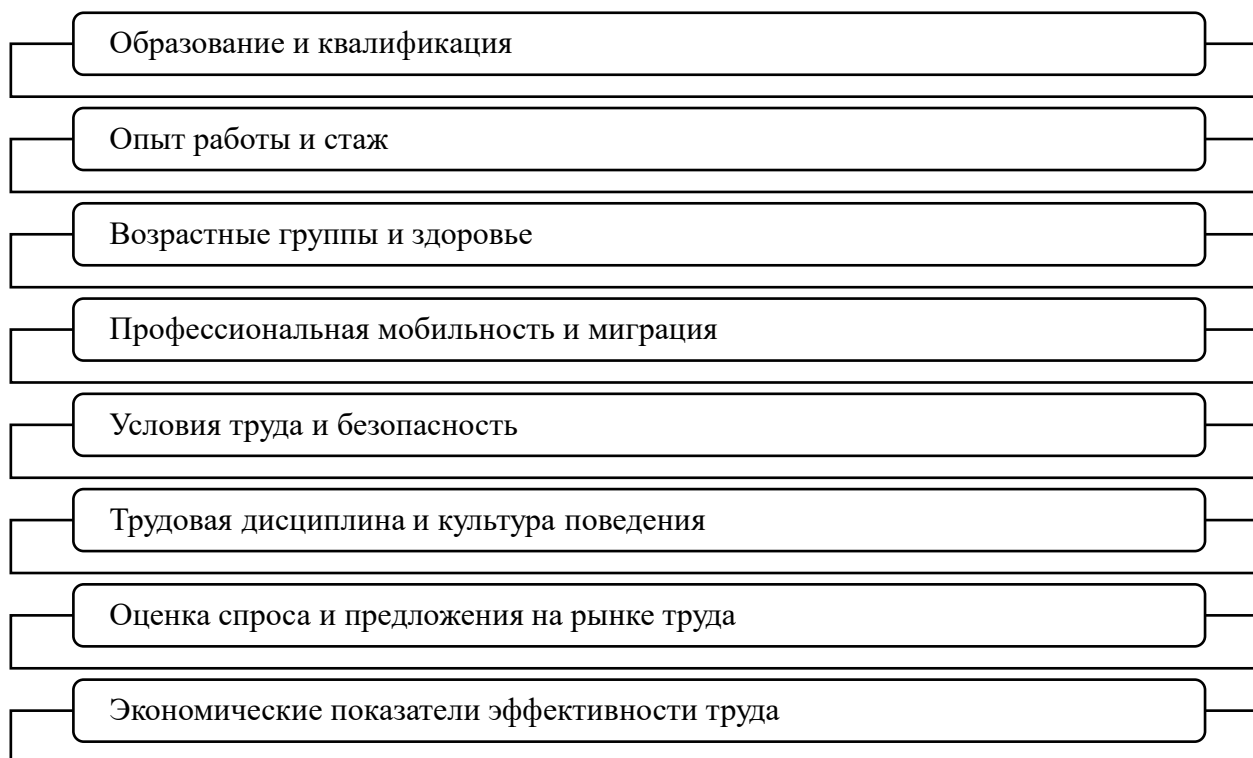 Образование и квалификация
Опыт работы и стаж
Возрастные группы и здоровье
Профессиональная мобильность и миграция
Условия труда и безопасность
Трудовая дисциплина и культура поведения
Оценка спроса и предложения на рынке труда
Экономические показатели эффективности труда